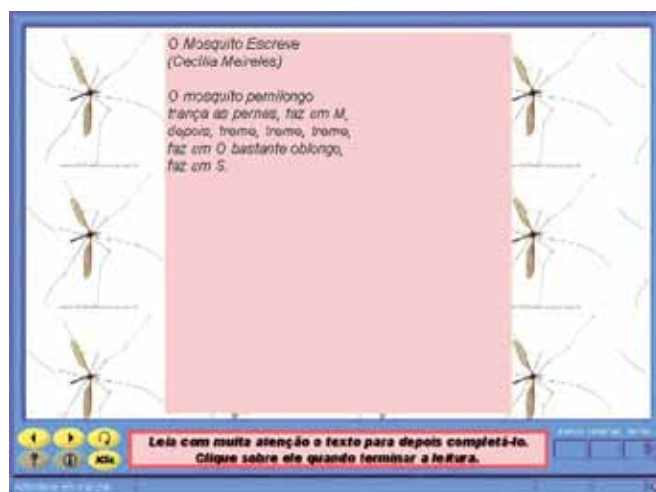 O Mosquito Escreve
(Cecília Meireles)
O mosquito pernilongo
trança as pernas, faz um M,
depois, treme, treme, treme,
faz um O bastante oblongo,
faz um S.
Leia com muita atenção o texto para depois completá-lo.
Clique sobre ele quando terminar a leitura.